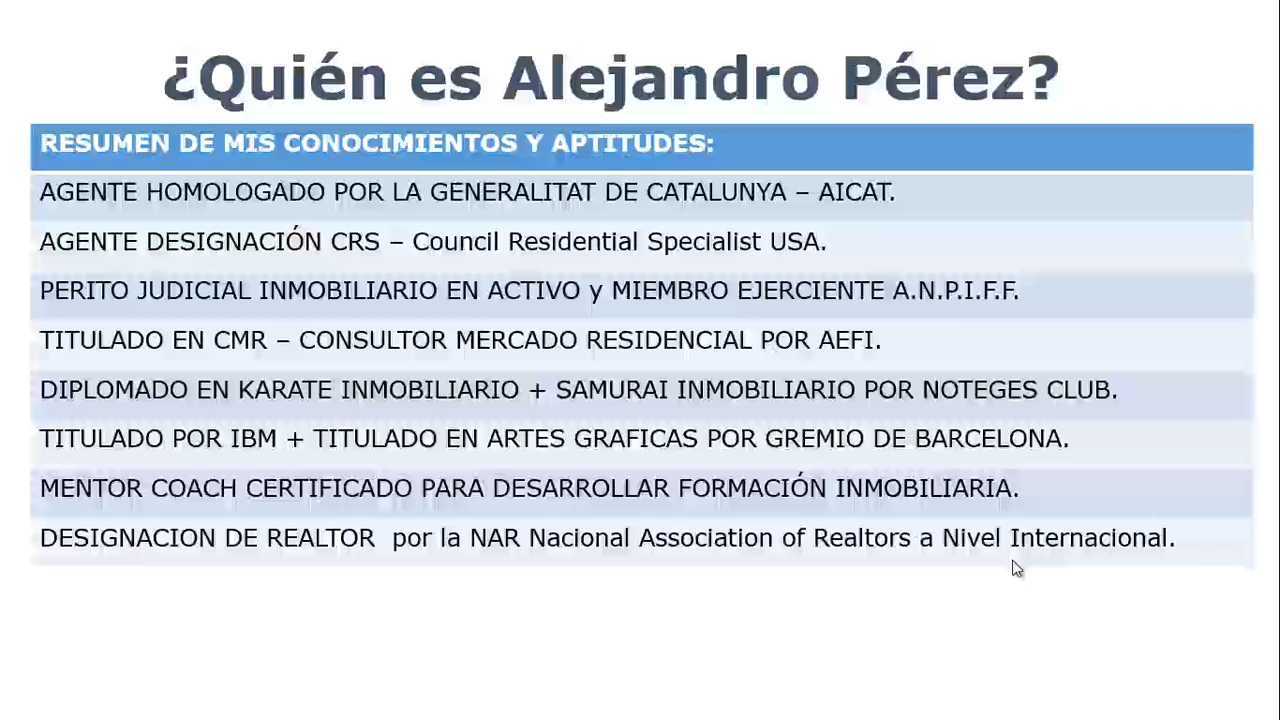 ¿Quién es Alejandro Pérez?
RESUMEN DE MIS CONOCIMIENTOS Y APTITUDES:
AGENTE HOMOLOGADO POR LA GENERALITAT DE CATALUNYA – AICAT.
AGENTE DESIGNACIÓN CRS – Council Residential Specialist USA.
PERITO JUDICIAL INMOBILIARIO EN ACTIVO y MIEMBRO EJERCIENTE A.N.P.I.F.F.
TITULADO EN CMR – CONSULTOR MERCADO RESIDENCIAL POR AEFI.
DIPLOMADO EN KARATE INMOBILIARIO + SAMURAI INMOBILIARIO POR NOTEGES CLUB.
TITULADO POR IBM + TITULADO EN ARTES GRAFICAS POR GREMIO DE BARCELONA.
MENTOR COACH CERTIFICADO PARA DESARROLLAR FORMACIÓN INMOBILIARIA.
DESIGNACION DE REALTOR  por la NAR Nacional Association of Realtors a Nivel Internacional.